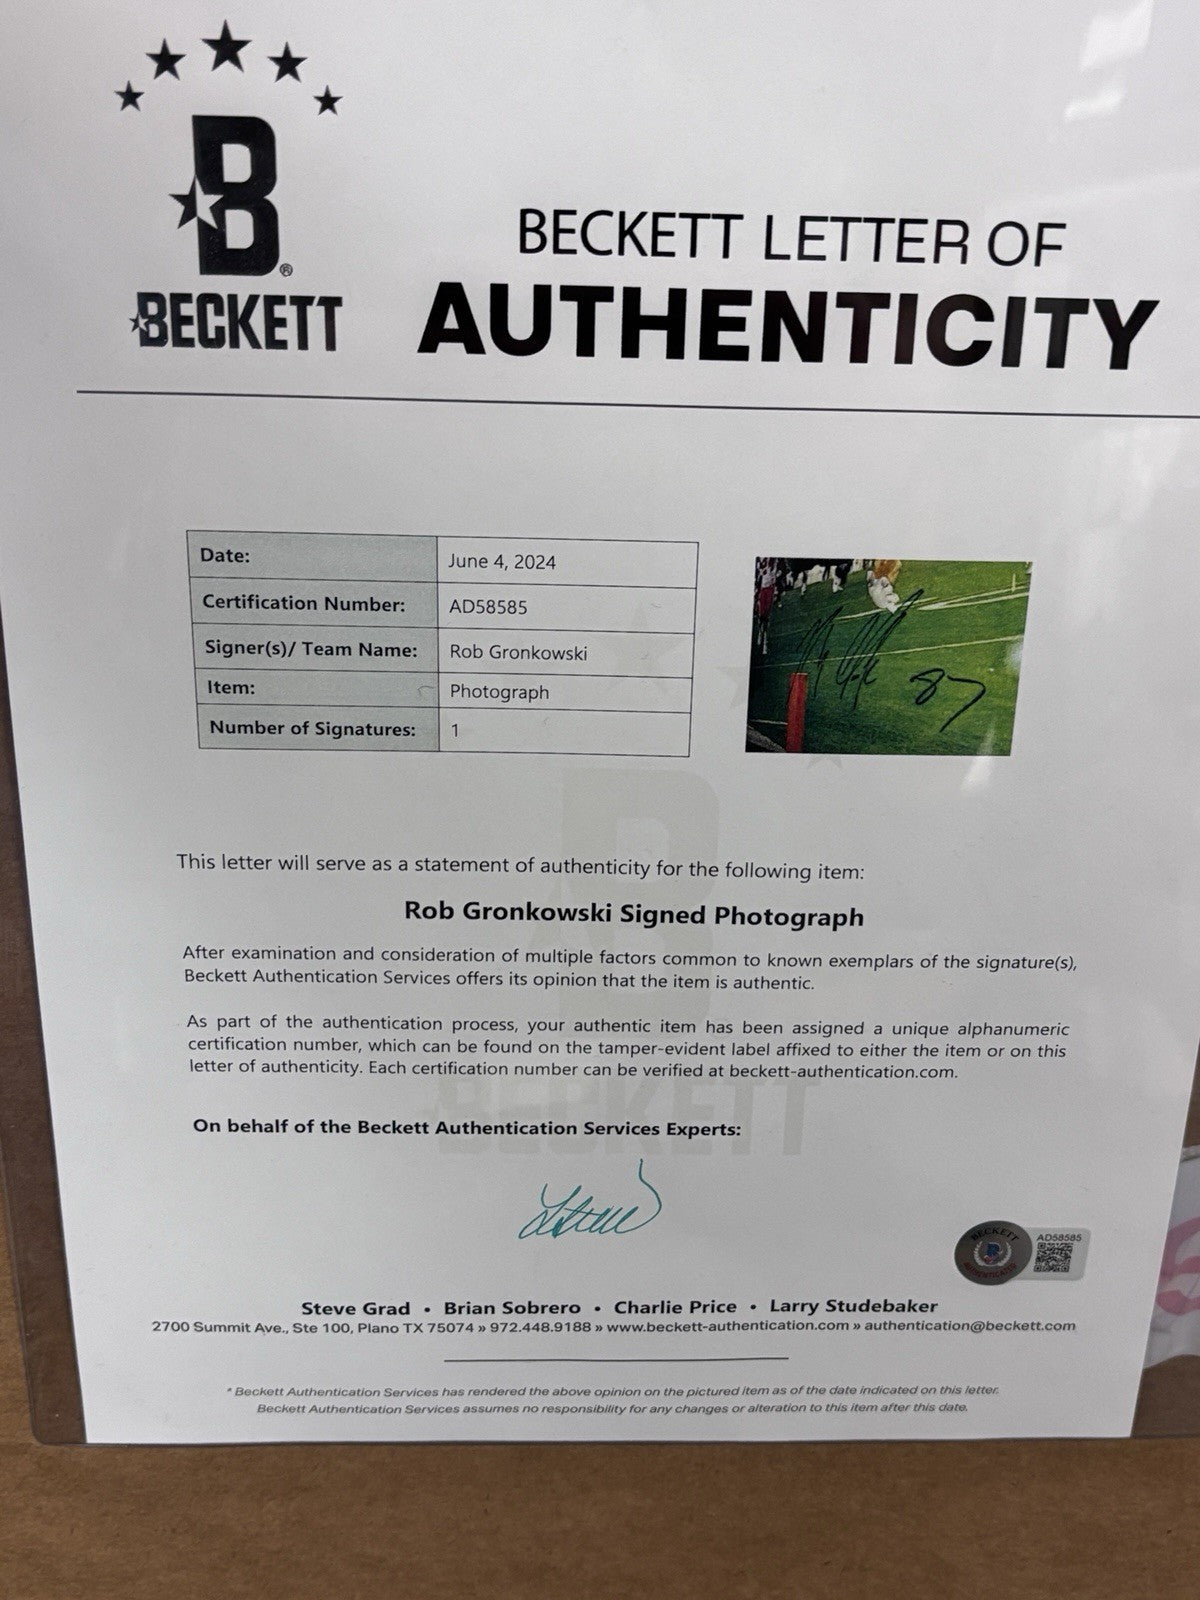 B®
BECKETT
BECKETT LETTER OF
AUTHENTICITY
Date: June 4, 2024
Certification Number: AD58585
Signer(s)/ Team Name: Rob Gronkowski
Item: Photograph
Number of Signatures: 1
87
This letter will serve as a statement of authenticity for the following item:
Rob Gronkowski Signed Photograph
After examination and consideration of multiple factors common to known exemplars of the signature(s),
Beckett Authentication Services offers its opinion that the item is authentic.
As part of the authentication process, your authentic item has been assigned a unique alphanumeric
certification number, which can be found on the tamper-evident label affixed to either the item or on this
letter of authenticity. Each certification number can be verified at beckett-authentication.com.
On behalf of the Beckett Authentication Services Experts:
BECKETT
AUTHENTICATED
AD58585
Steve Grad • Brian Sobrero • Charlie Price • Larry Studebaker
2700 Summit Ave., Ste 100, Plano TX 75074 » 972.448.9188 » www.beckett-authentication.com » authentication@beckett.com
* Beckett Authentication Services has rendered the above opinion on the pictured item as of the date indicated on this letter.
Beckett Authentication Services assumes no responsibility for any changes or alteration to this item after this date.